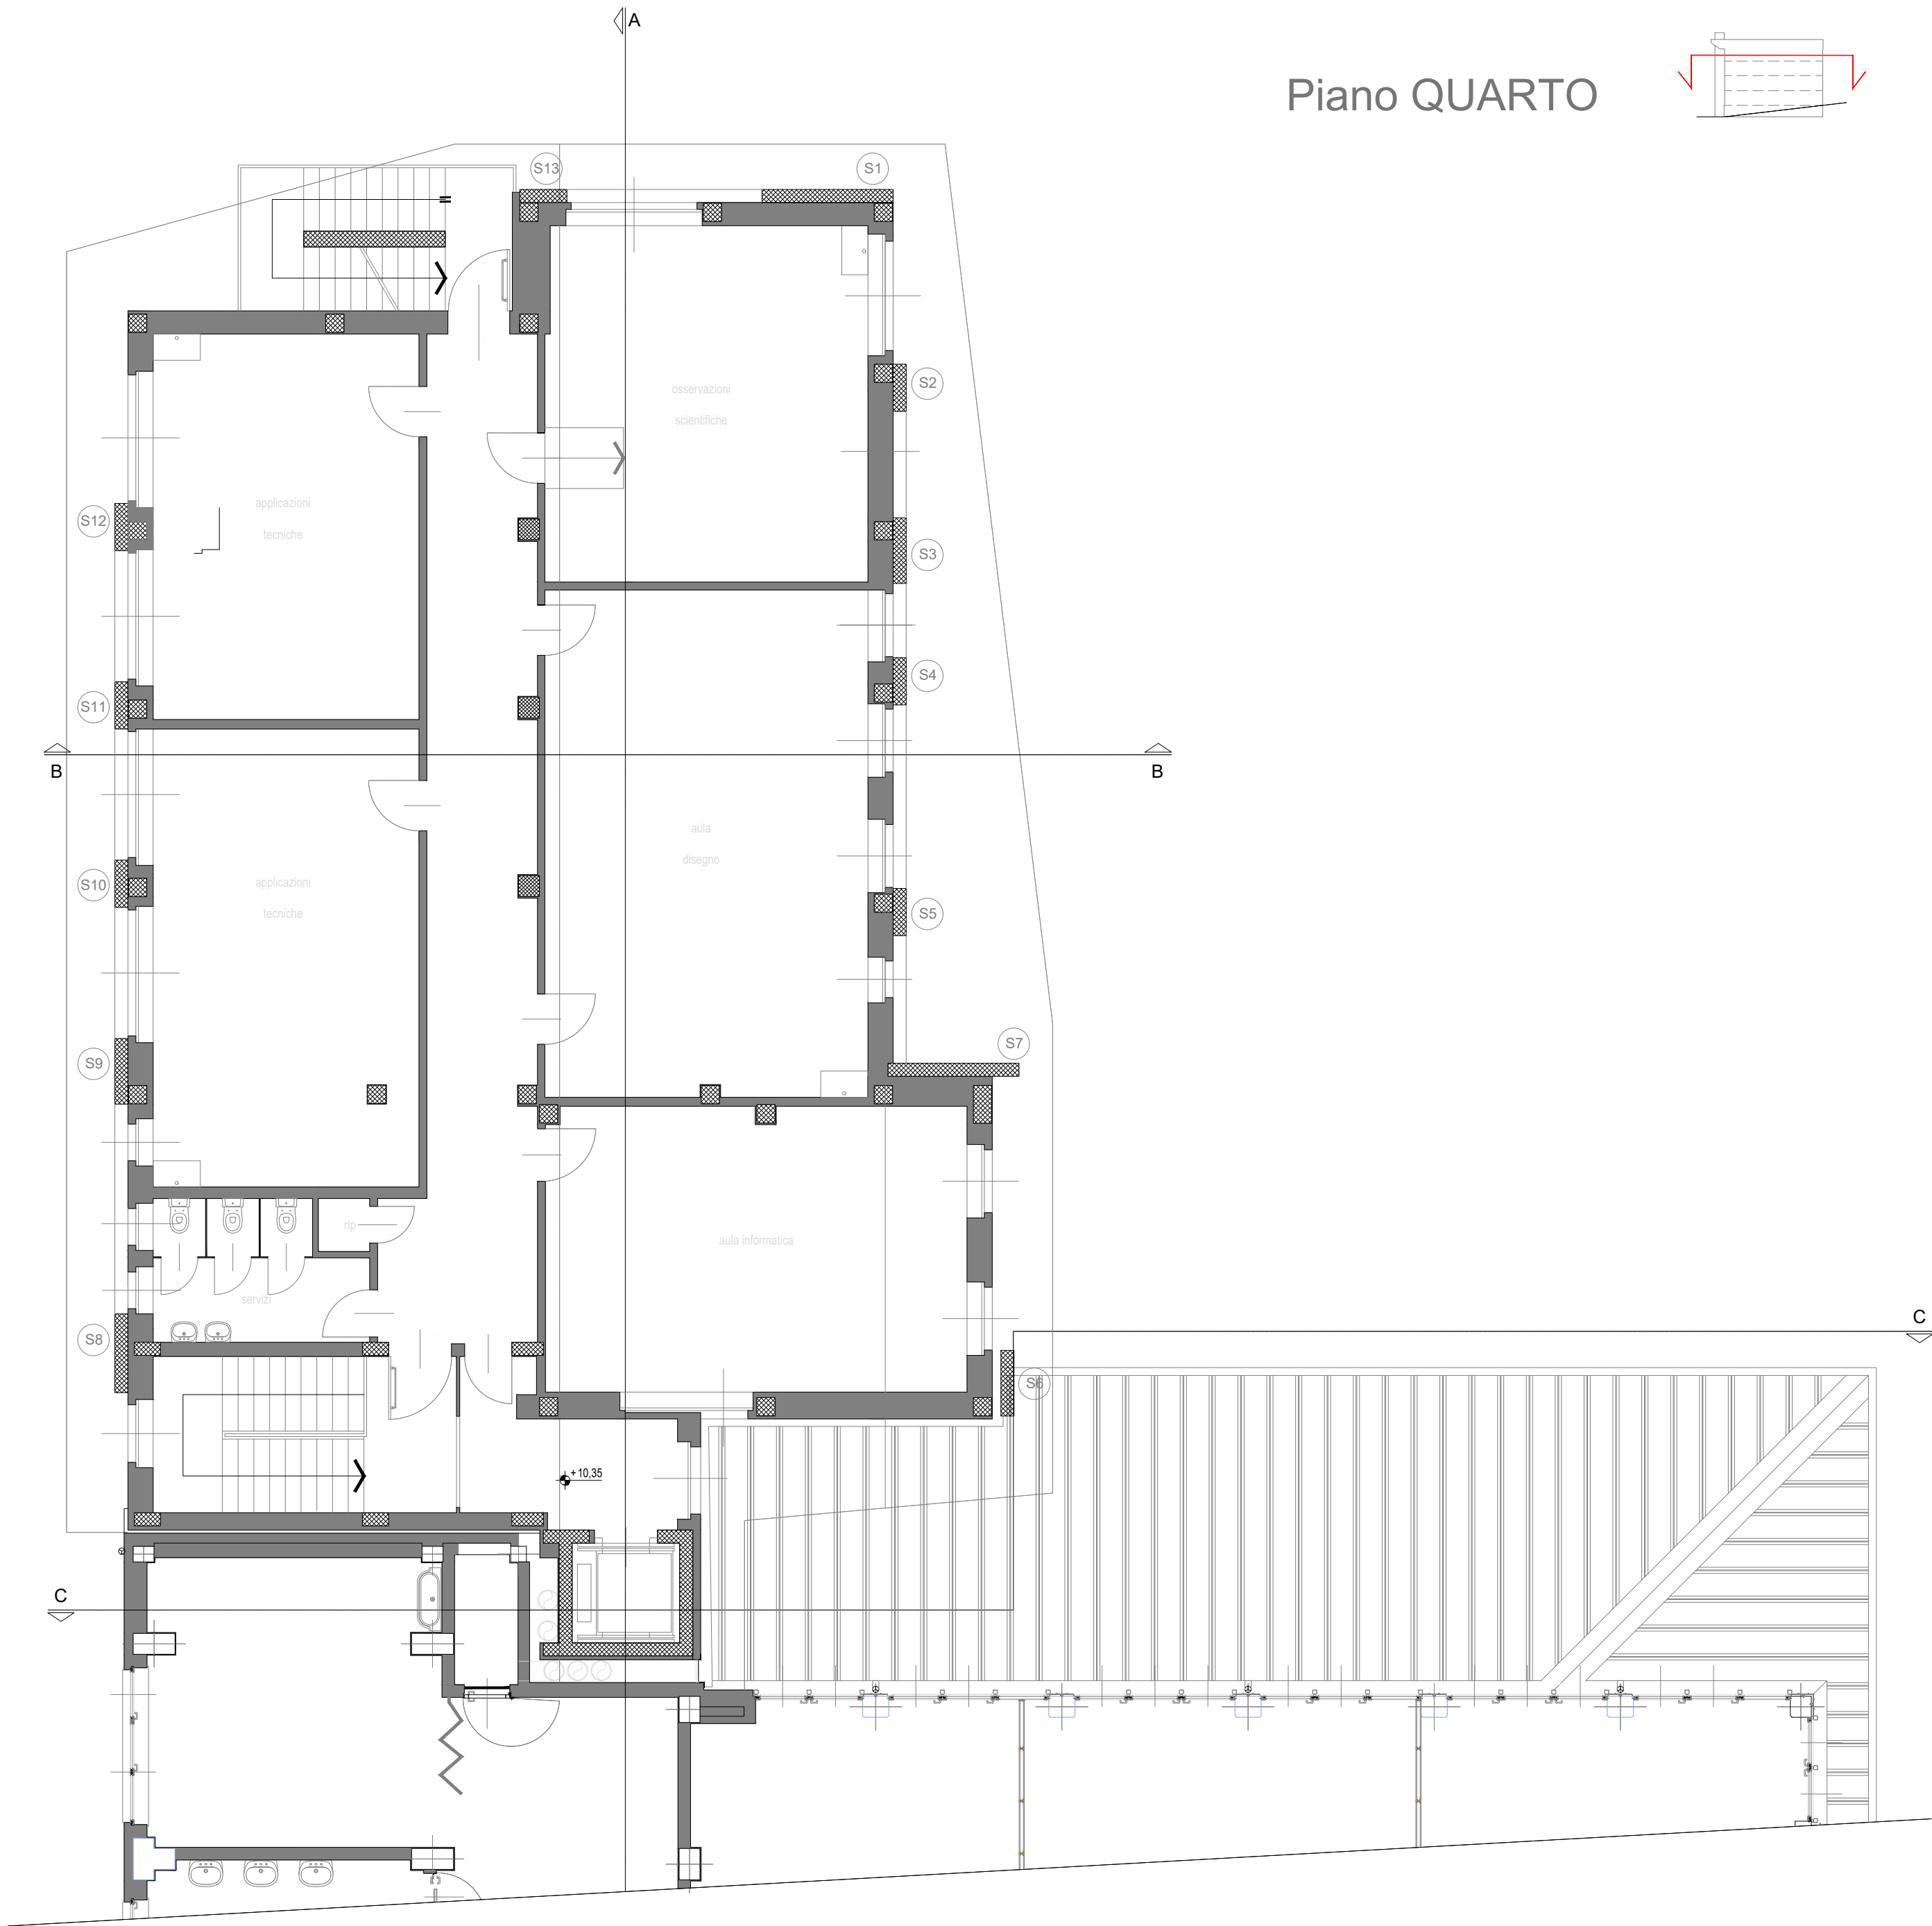 A
Piano QUARTO
S13
S1
osservazioni
scientifiche
S2
applicazioni
tecniche
S12
S3
S4
S11
B
B
aula
disegno
applicazioni
tecniche
S10
S5
S9
S7
rip
aula informatica
servizi
S8
C
S6
+10,35
C